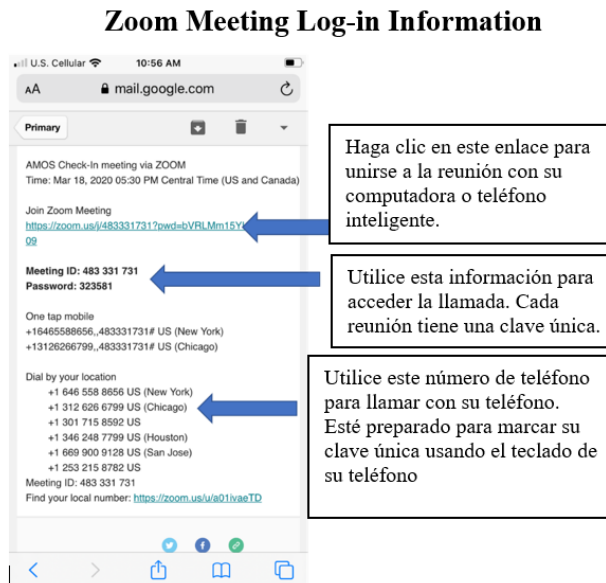 Zoom Meeting Log-in Information
U.S. Cellular 10:56 AM
AA mail.google.com
Primary
AMOS Check-In meeting via ZOOM
Time: Mar 18, 2020 05:30 PM Central Time (US and Canada)
Join Zoom Meeting
https://zoom.us/j/483331731?pwd=bVRLMm15Y
09
Meeting ID: 483 331 731
Password: 323581
One tap mobile
+16465588656,,483331731# US (New York)
+13126266799,,483331731# US (Chicago)
Dial by your location
+1 646 558 8656 US (New York)
+1 312 626 6799 US (Chicago)
+1 301 715 8592 US
+1 346 248 7799 US (Houston)
+1 669 900 9128 US (San Jose)
+1 253 215 8782 US
Meeting ID: 483 331 731
Find your local number: https://zoom.us/u/a01ivaeTD
Haga clic en este enlace para
unirse a la reunión con su
computadora o teléfono
inteligente.
Utilice esta información para
acceder la llamada. Cada
reunión tiene una clave única.
Utilice este número de teléfono
para llamar con su teléfono.
Esté preparado para marcar su
clave única usando el teclado de
su teléfono